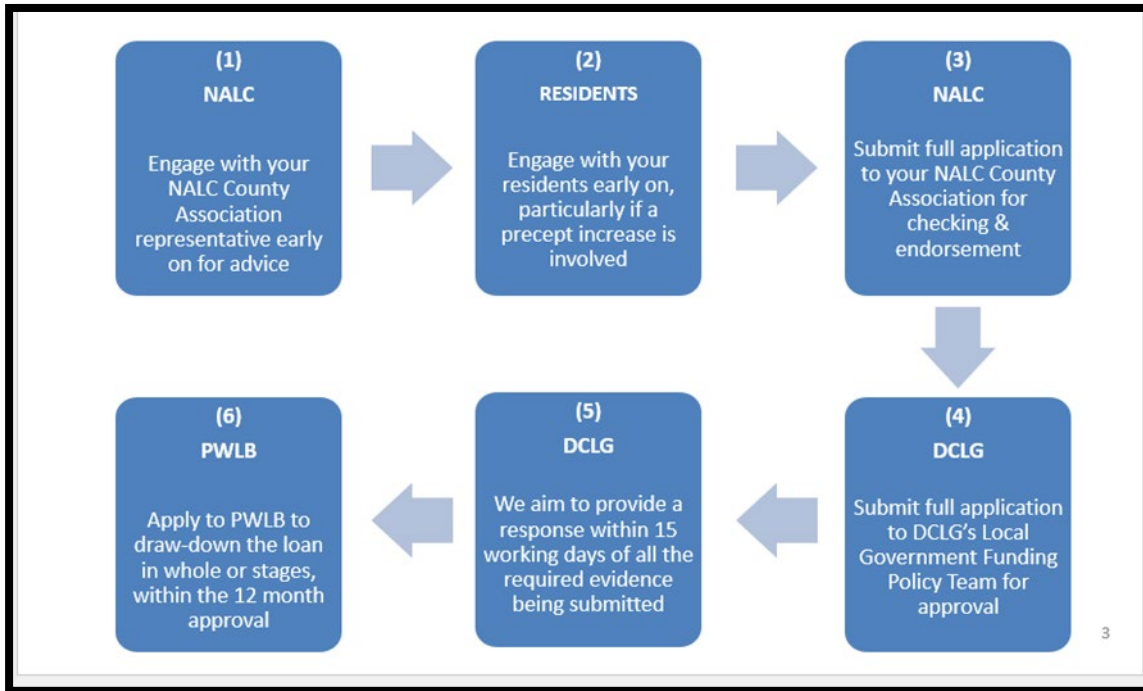 (1)
NALC
Engage with your
NALC County
Association
representative early
on for advice
(2)
RESIDENTS
Engage with your
residents early on,
particularly if a
precept increase is
involved
(3)
NALC
Submit full application
to your NALC County
Association for
checking &
endorsement
(4)
DCLG
Submit full application
to DCLG's Local
Government Funding
Policy Team for
approval
(5)
DCLG
We aim to provide a
response within 15
working days of all the
required evidence
being submitted
(6)
PWLB
Apply to PWLB to
draw-down the loan
in whole or stages,
within the 12 month
approval
3